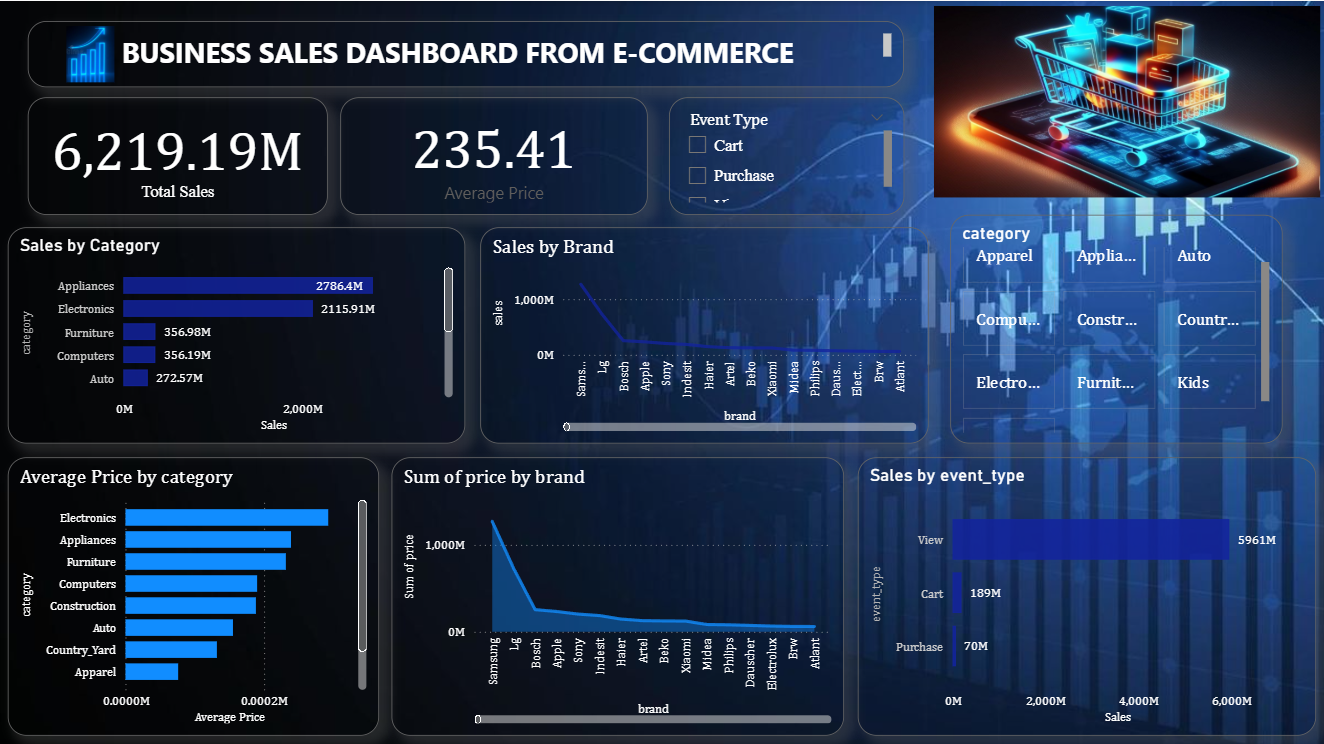 BUSINESS SALES DASHBOARD FROM E-COMMERCE
6,219.19M
Total Sales
235.41
Average Price
Event Type
Cart
Purchase
Sales by Category
category
Appliances
2786.4M
Electronics
2115.91M
Furniture
356.98M
Computers
356.19M
Auto
272.57M
0M
2,000M
Sales
Sales by Brand
sales
1,000M
0M
Sams...
Lg
Bosch
Apple
Sony
Indesit
Haier
Artel
Beko
Xiaomi
Midea
Philips
Daus...
Elect...
Brw
Atlant
brand
category
Apparel
Applia...
Auto
Compu...
Constr...
Countr...
Electro...
Furnit...
Kids
Average Price by category
category
Electronics
Appliances
Furniture
Computers
Construction
Auto
Country_Yard
Apparel
0.0000M
0.0002M
Average Price
Sum of price by brand
Sum of price
1,000M
0M
Samsung
Lg
Bosch
Apple
Sony
Indesit
Haier
Artel
Beko
Xiaomi
Midea
Philips
Dauscher
Electrolux
Brw
Atlant
brand
Sales by event_type
event_type
View
5961M
Cart
189M
Purchase
70M
0M
2,000M
4,000M
6,000M
Sales